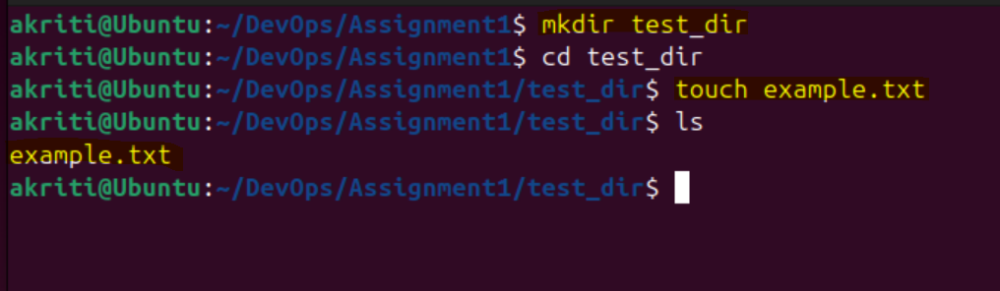 akriti@Ubuntu:~/DevOps/Assignment1$ mkdir test_dir
akriti@Ubuntu:~/DevOps/Assignment1$ cd test_dir
akriti@Ubuntu:~/DevOps/Assignment1/test_dir$ touch example.txt
akriti@Ubuntu:~/DevOps/Assignment1/test_dir$ ls
example.txt
akriti@Ubuntu:~/DevOps/Assignment1/test_dir$